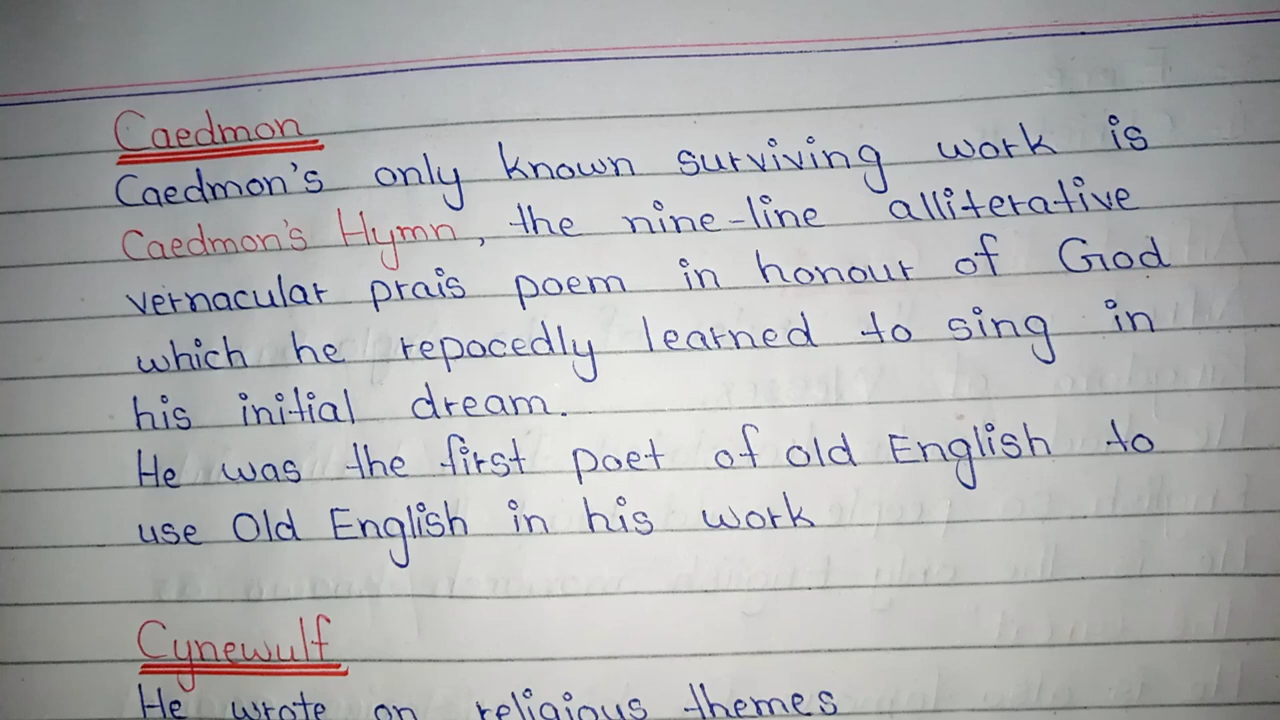 Caedmon
Caedmon's only known surviving work is
Caedmon's Hymn, the nine-line alliterative
vernacular prais poem in honour of God
which he repocedly learned to sing in
his initial dream.
He was the first poet of old English to
use Old English in his work
Cynewulf
He wrote on religious themes